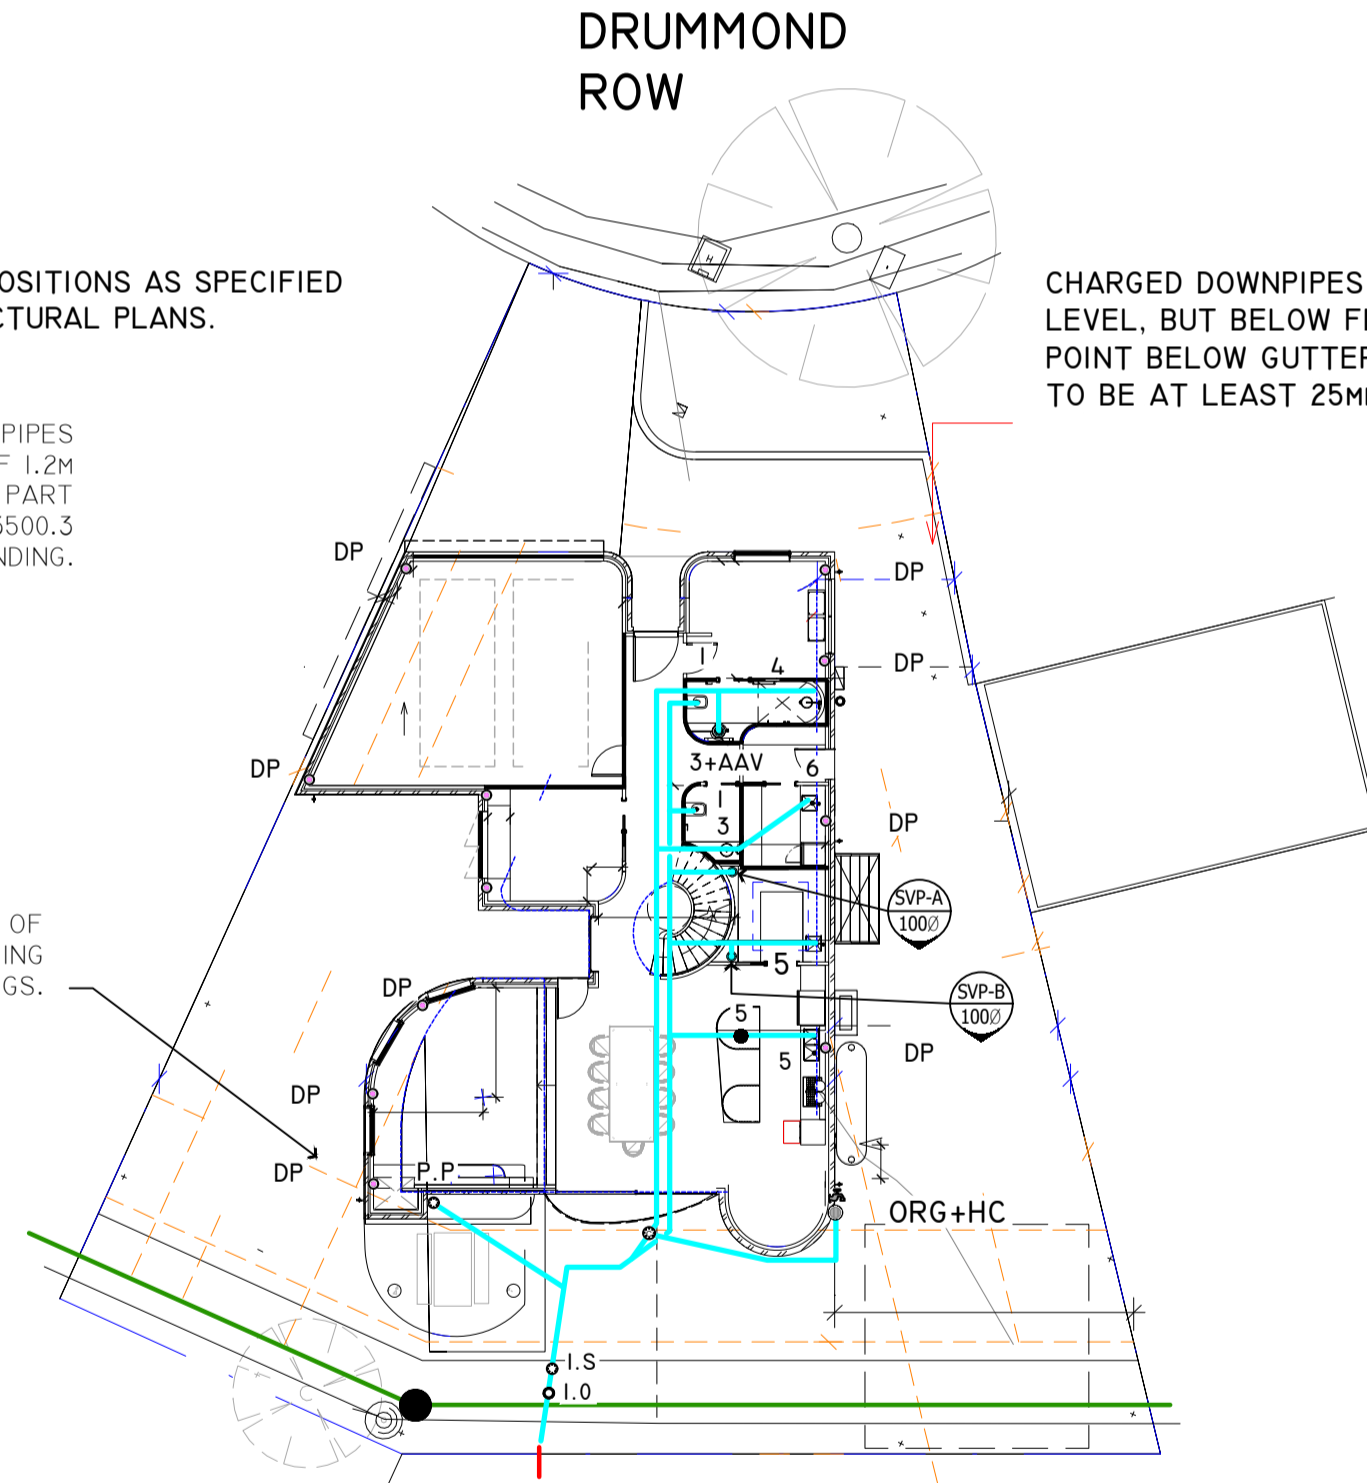 DRUMMOND
ROW
OSITIONS AS SPECIFIED
CTURAL PLANS.
CHARGED DOWNPIPES
LEVEL, BUT BELOW
POINT BELOW GUTTER
TO BE AT LEAST 25M
PIPES
F 1.2M
PART
3500.3
NDING.
H
DP
DP
DP
1
4
DP
3+AAV
6
1
3
DP
SVP-A
100Ø
OF
ING
GS.
5
DP
SVP-B
100Ø
5
5
DP
DP
DP
P.P
ORG+HC
I.S
I.O